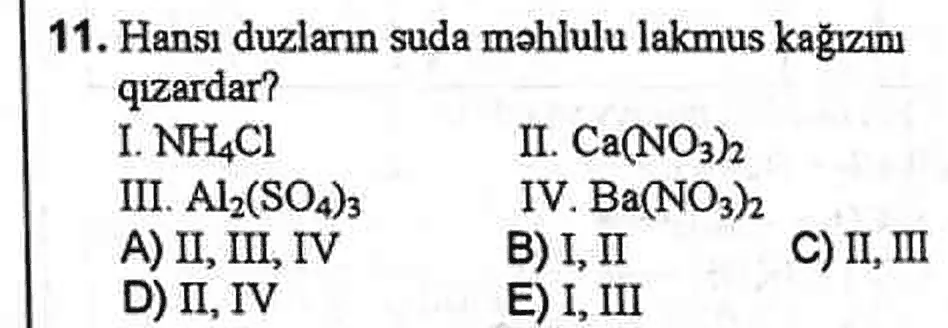 11. Hansı duzların suda məhlulu lakmus kağızını
qızardar?
I. NH₄Cl II. Ca(NO₃)₂
III. Al₂(SO₄)₃ IV. Ba(NO₃)₂
A) II, III, IV B) I, II C) II, III
D) II, IV E) I, III